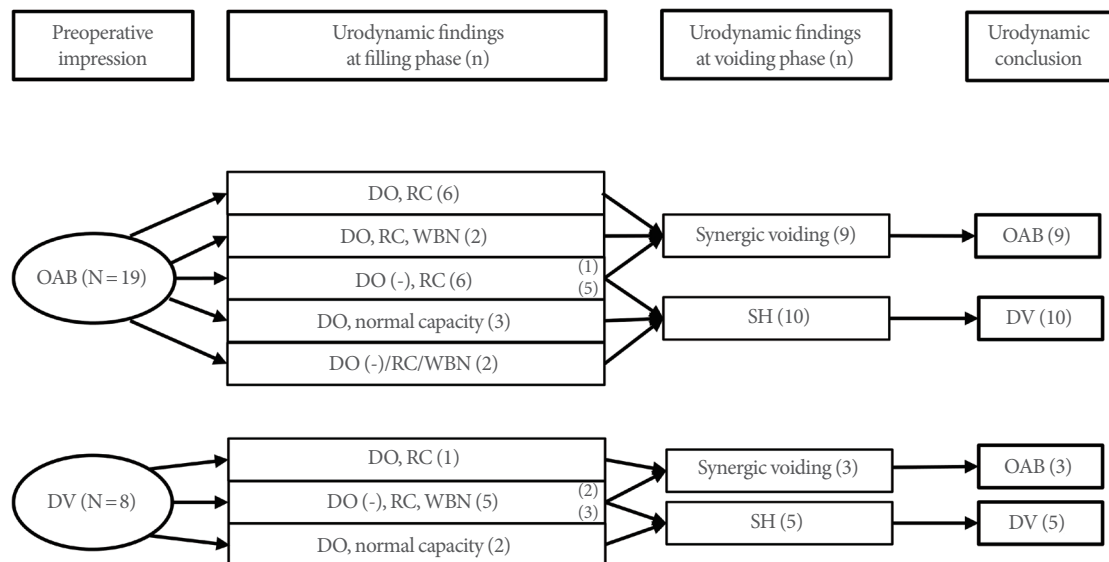 Preoperative
impression
Urodynamic findings
at filling phase (n)
Urodynamic findings
at voiding phase (n)
Urodynamic
conclusion
OAB (N = 19)
DO, RC (6)
DO, RC, WBN (2)
DO (-), RC (6)
(1)
(5)
DO, normal capacity (3)
DO (-)/RC/WBN (2)
Synergic voiding (9)
SH (10)
OAB (9)
DV (10)
DV (N = 8)
DO, RC (1)
DO (-), RC, WBN (5)
(2)
(3)
DO, normal capacity (2)
Synergic voiding (3)
SH (5)
OAB (3)
DV (5)